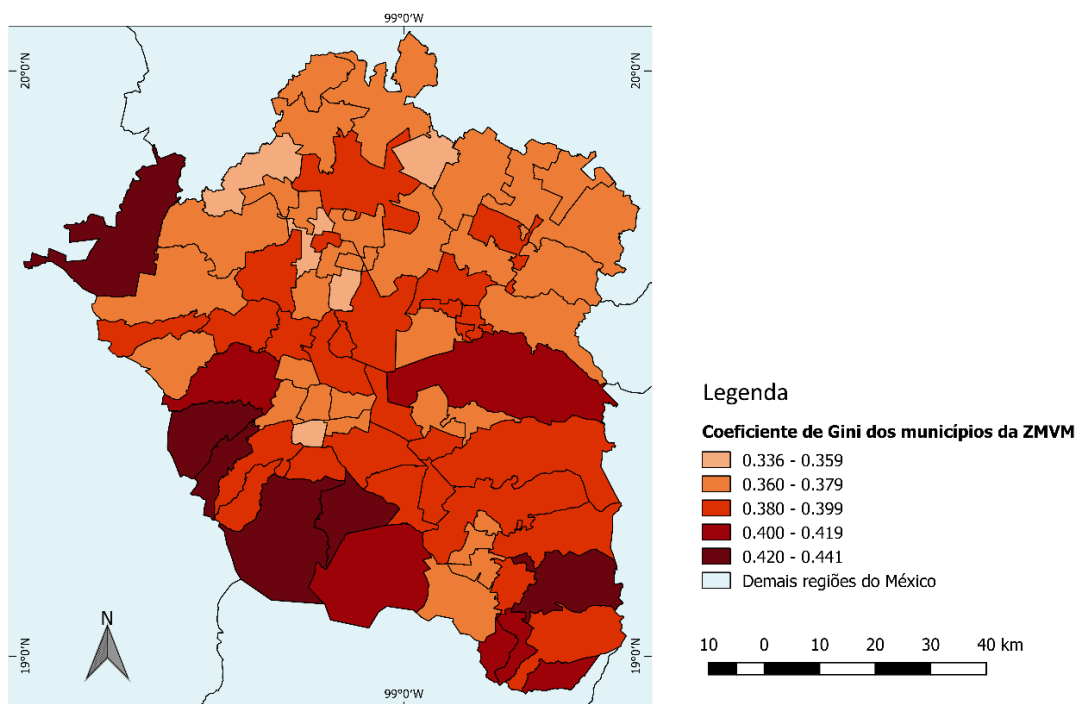 99°0'W
20°0'N
20°0'N
19°0'N
19°0'N
N
99°0'W
Legenda
Coeficiente de Gini dos municípios da ZMVM
0.336 - 0.359
0.360 - 0.379
0.380 - 0.399
0.400 - 0.419
0.420 - 0.441
Demais regiões do México
10 0 10 20 30 40 km